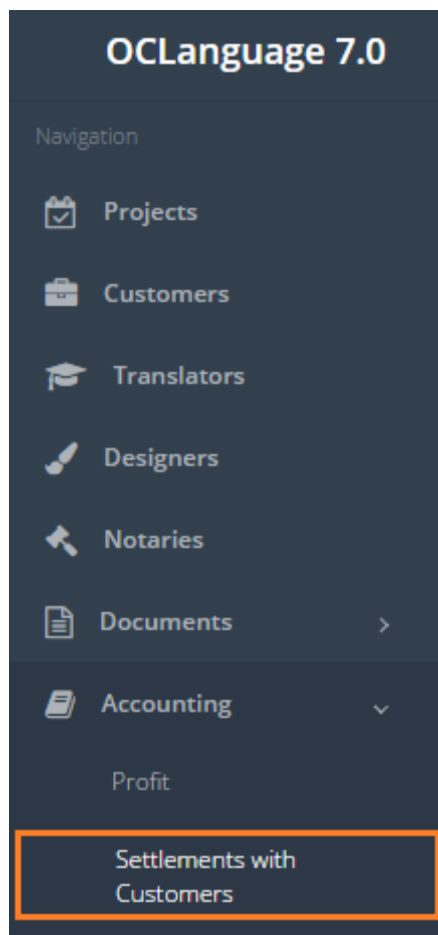 OCLanguage 7.0
Navigation
Projects
Customers
Translators
Designers
Notaries
Documents
Accounting
Profit
Settlements with
Customers